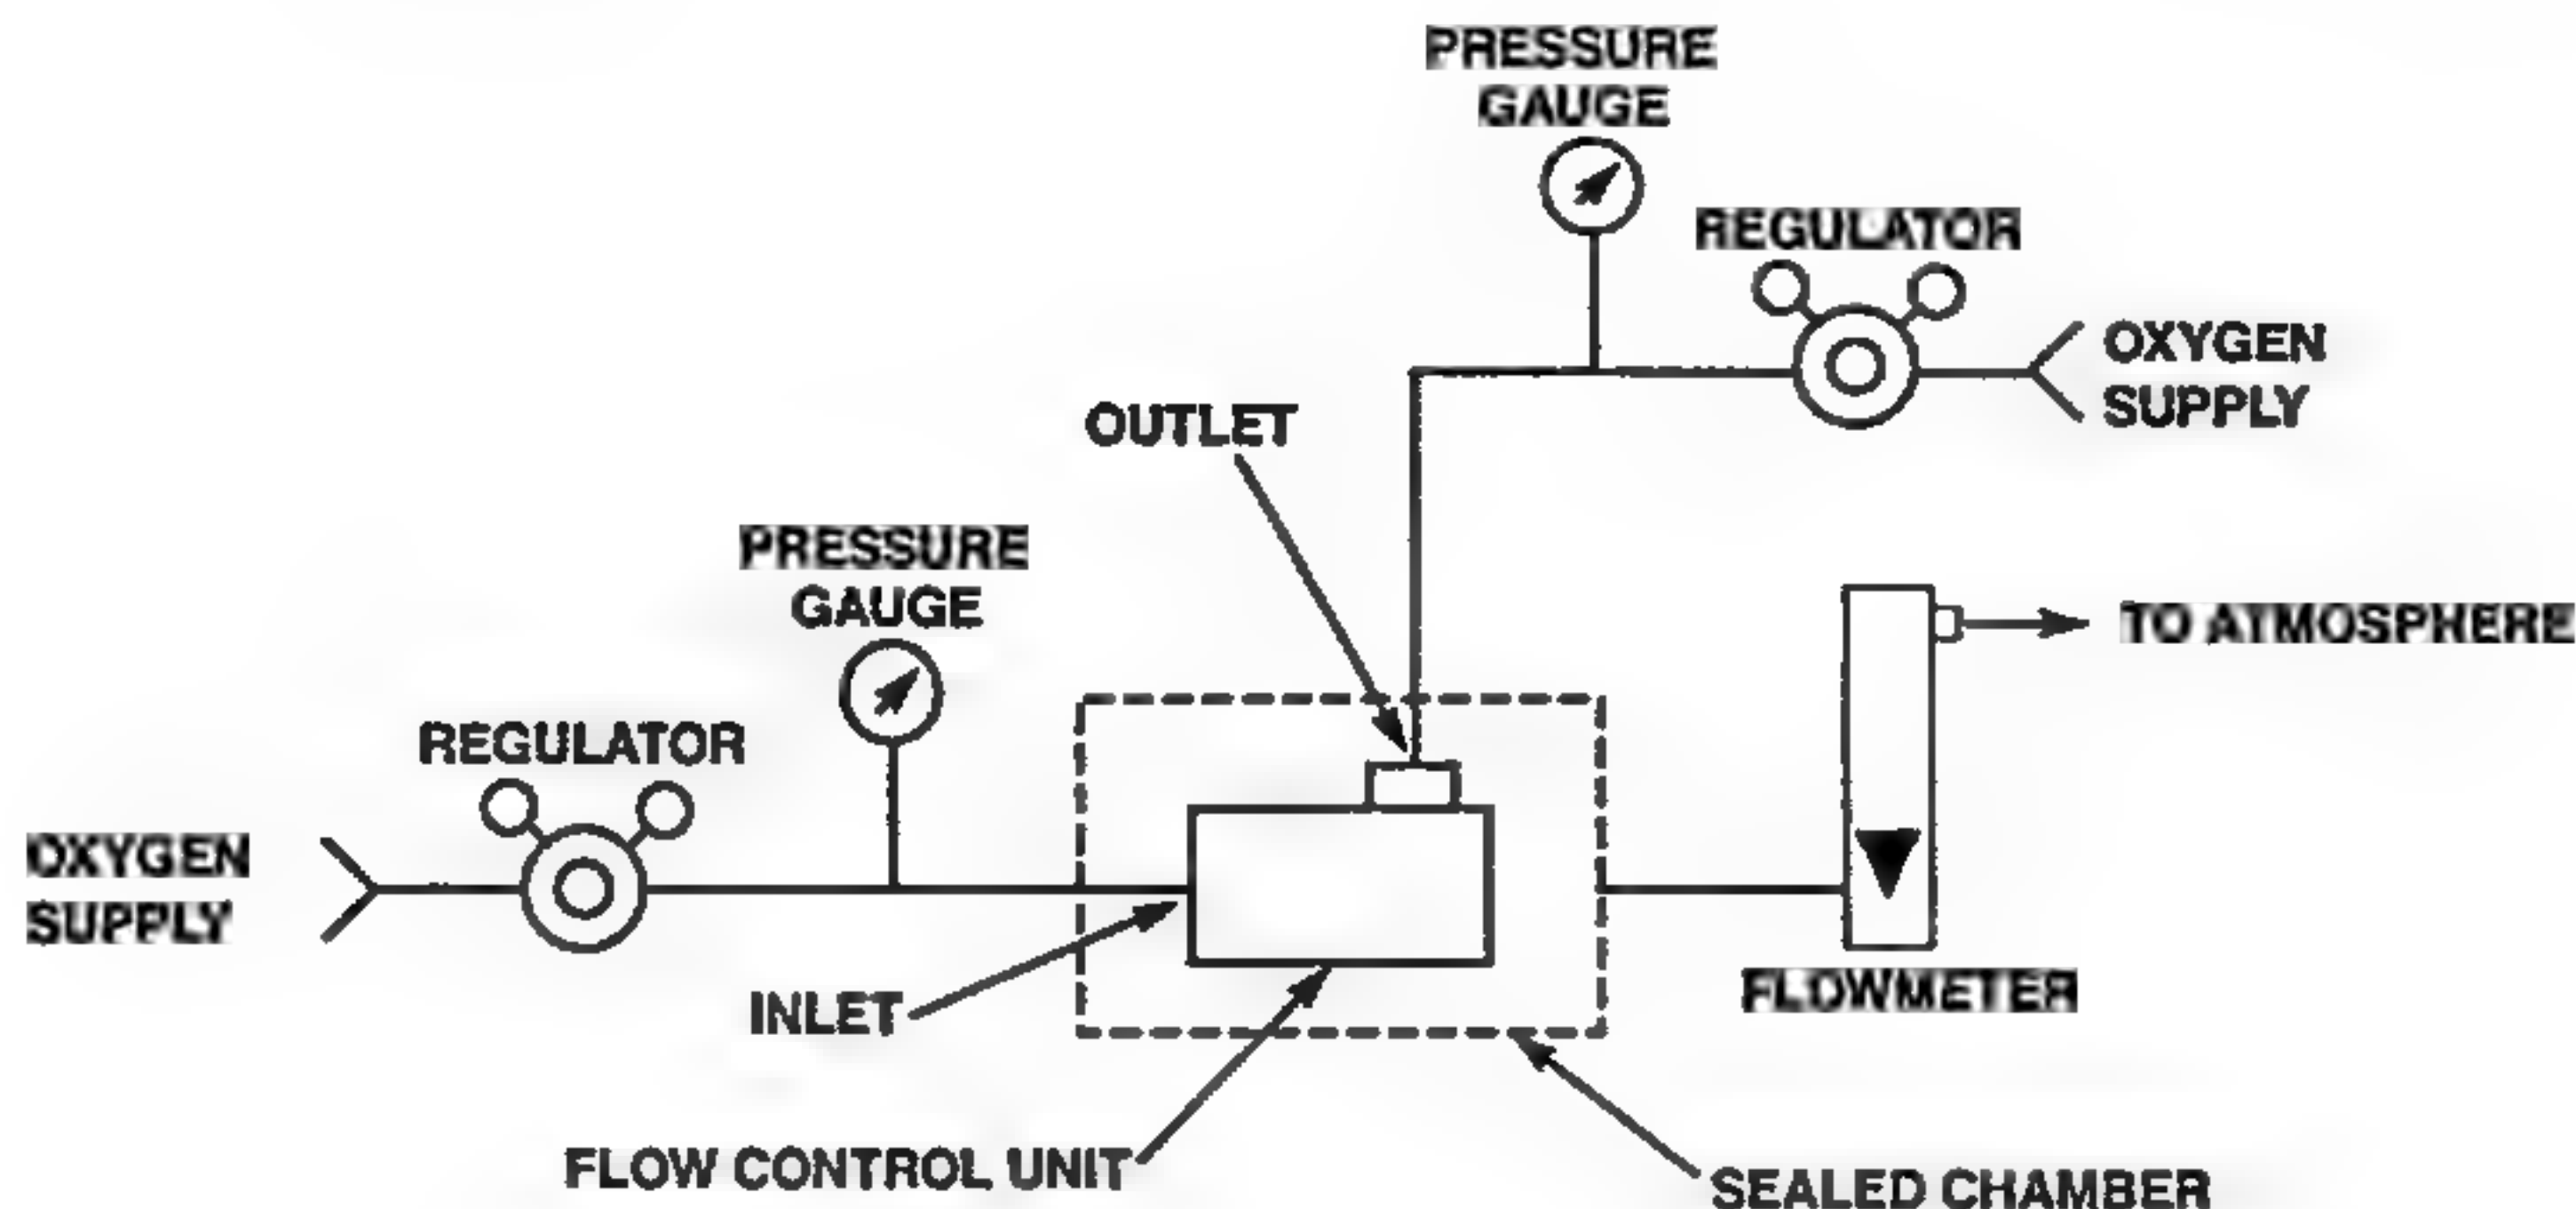 PRESSURE
GAUGE
REGULATOR
OXYGEN
SUPPLY
OUTLET
PRESSURE
GAUGE
TO ATMOSPHERE
REGULATOR
OXYGEN
SUPPLY
INLET
FLOWMETER
FLOW CONTROL UNIT
SEALED CHAMBER